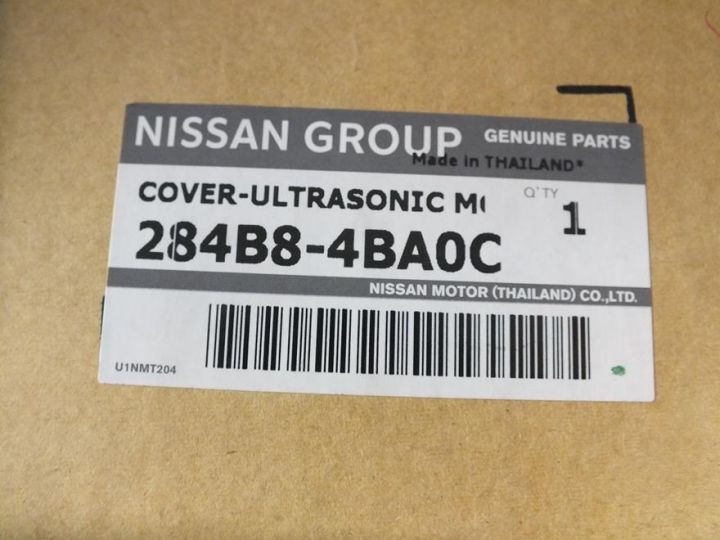 NISSAN GROUP GENUINE PARTS
Made in THAILAND*
COVER-ULTRASONIC Q'TY
284B8-4BA0C 1
NISSAN MOTOR (THAILAND) CO.,LTD.
U1NMT204